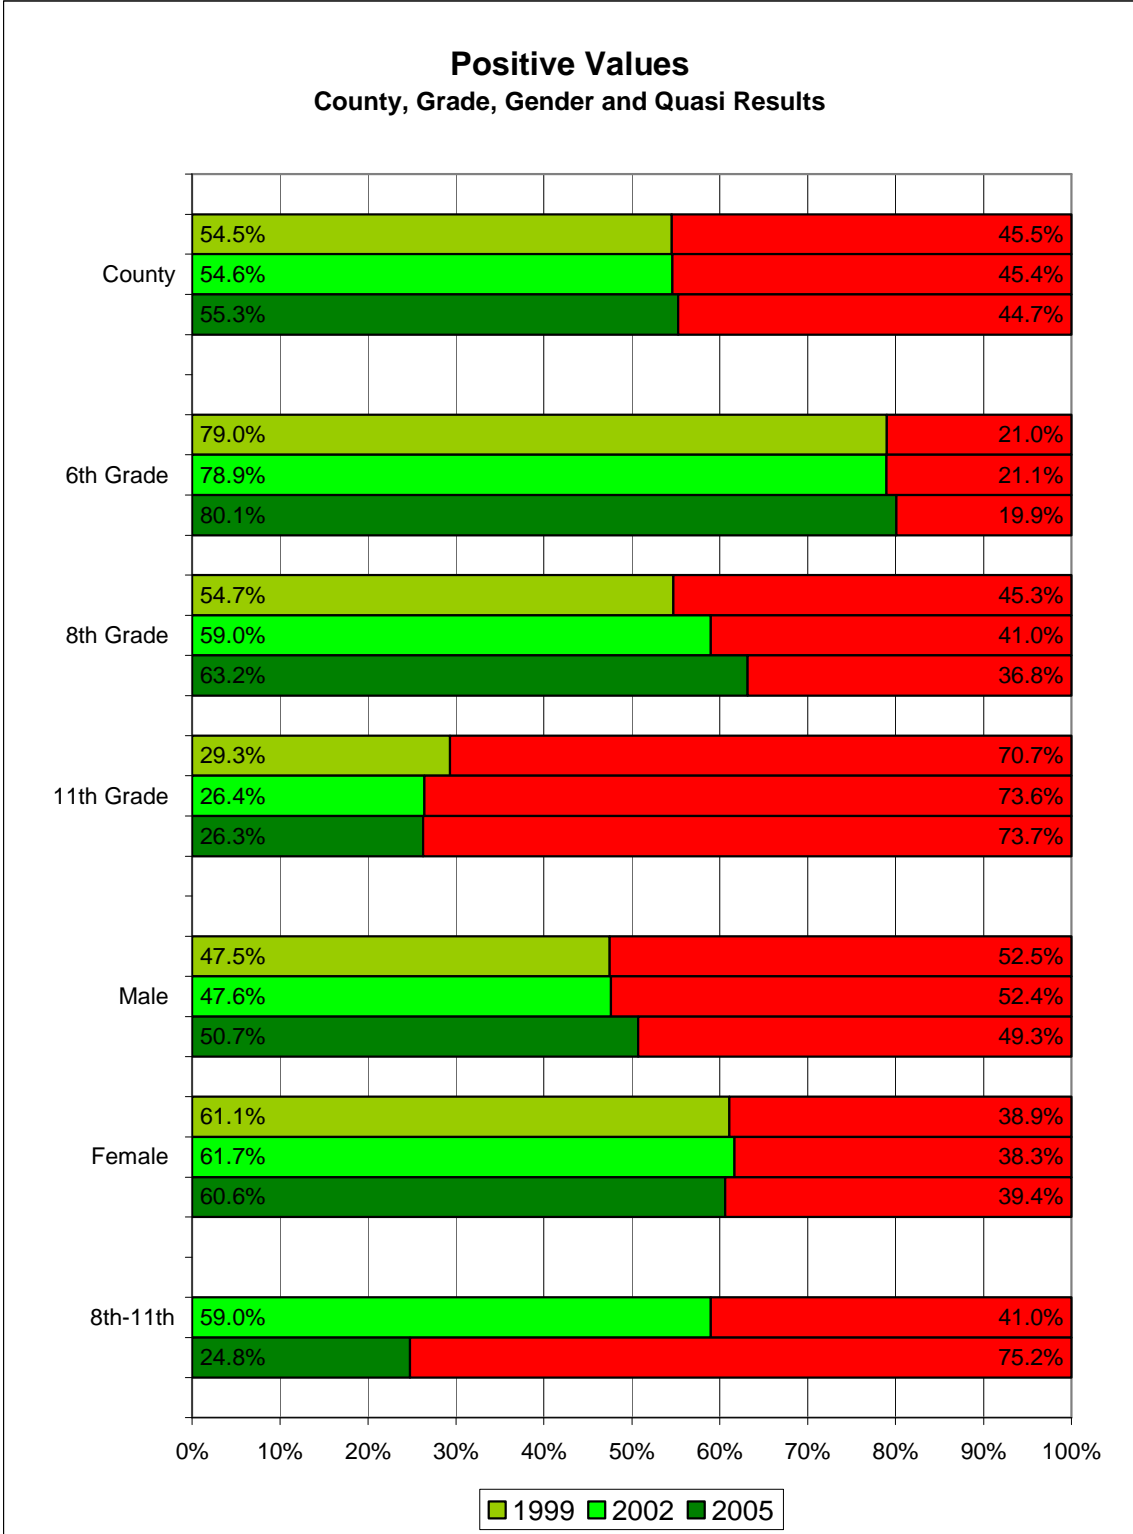 Positive Values
County, Grade, Gender and Quasi Results
54.5% 45.5%
County 54.6% 45.4%
55.3% 44.7%
79.0% 21.0%
6th Grade 78.9% 21.1%
80.1% 19.9%
54.7% 45.3%
8th Grade 59.0% 41.0%
63.2% 36.8%
29.3% 70.7%
11th Grade 26.4% 73.6%
26.3% 73.7%
47.5% 52.5%
Male 47.6% 52.4%
50.7% 49.3%
61.1% 38.9%
Female 61.7% 38.3%
60.6% 39.4%
8th-11th 59.0% 41.0%
24.8% 75.2%
0% 10% 20% 30% 40% 50% 60% 70% 80% 90% 100%
1999 2002 2005